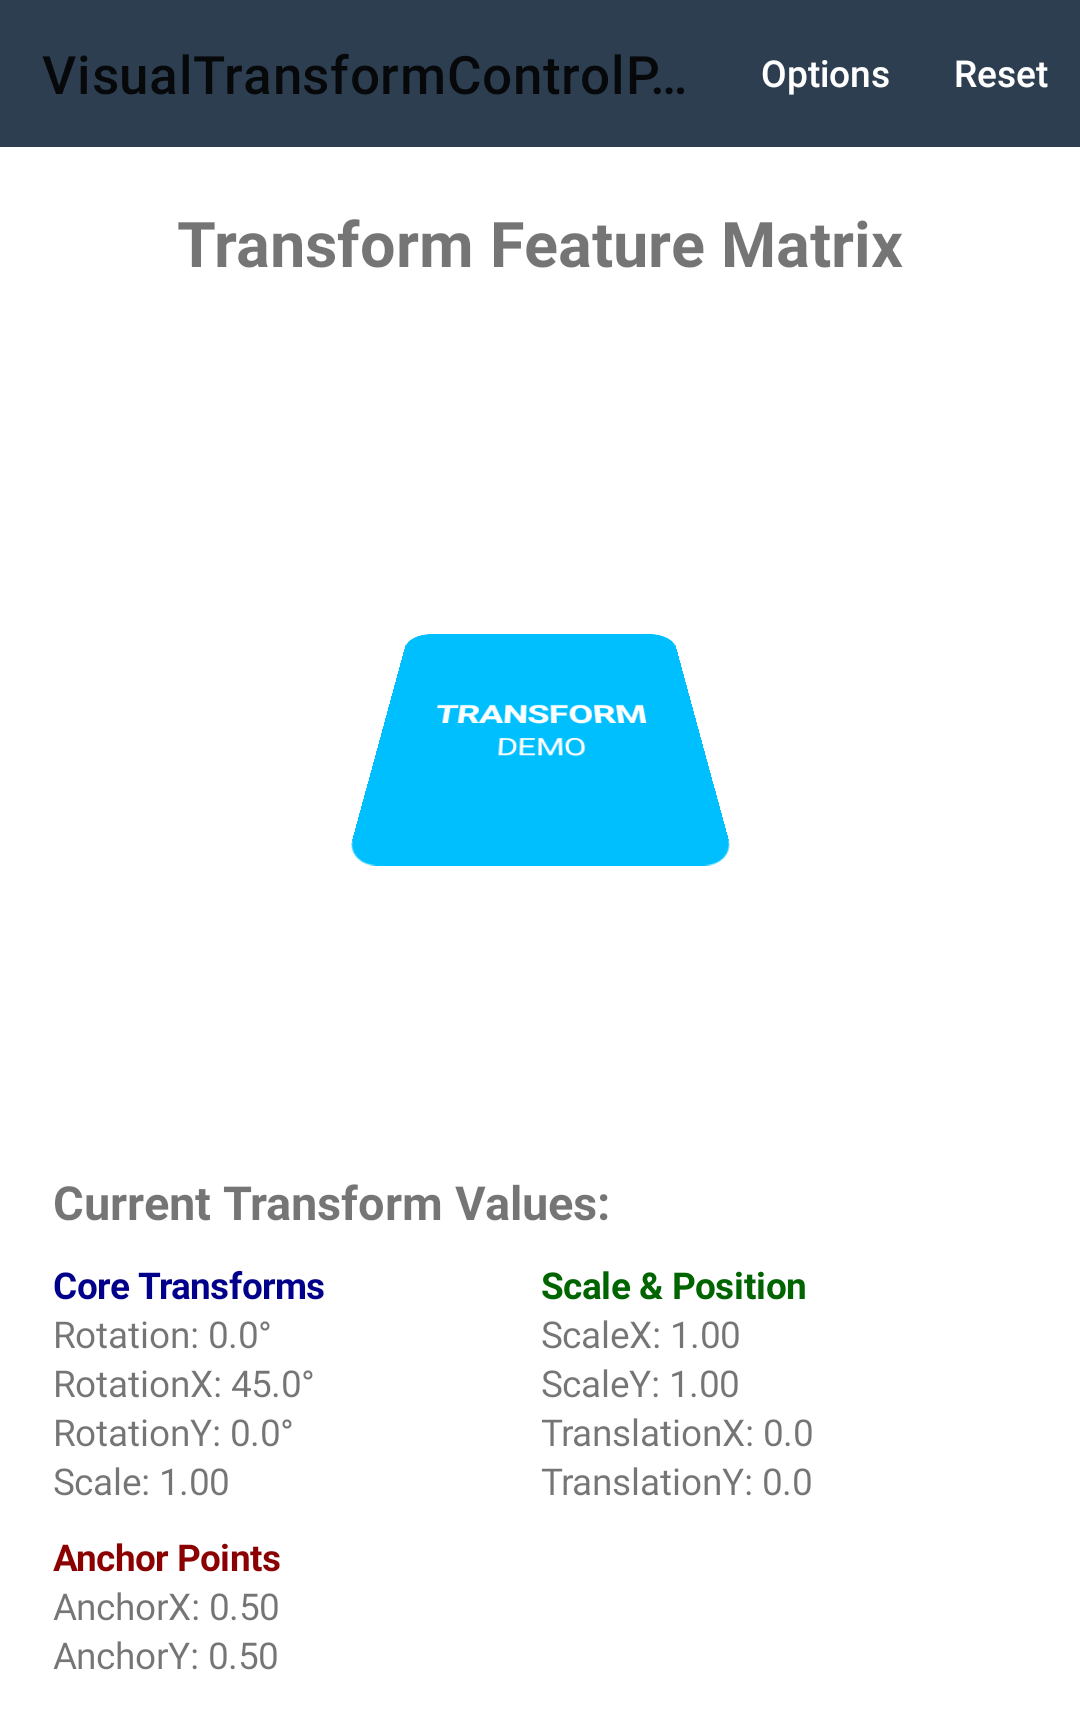 VisualTransformControlP... Options Reset
Transform Feature Matrix
TRANSFORM
DEMO
Current Transform Values:
Core Transforms
Rotation: 0.0°
RotationX: 45.0°
RotationY: 0.0°
Scale: 1.00
Scale & Position
ScaleX: 1.00
ScaleY: 1.00
TranslationX: 0.0
TranslationY: 0.0
Anchor Points
AnchorX: 0.50
AnchorY: 0.50